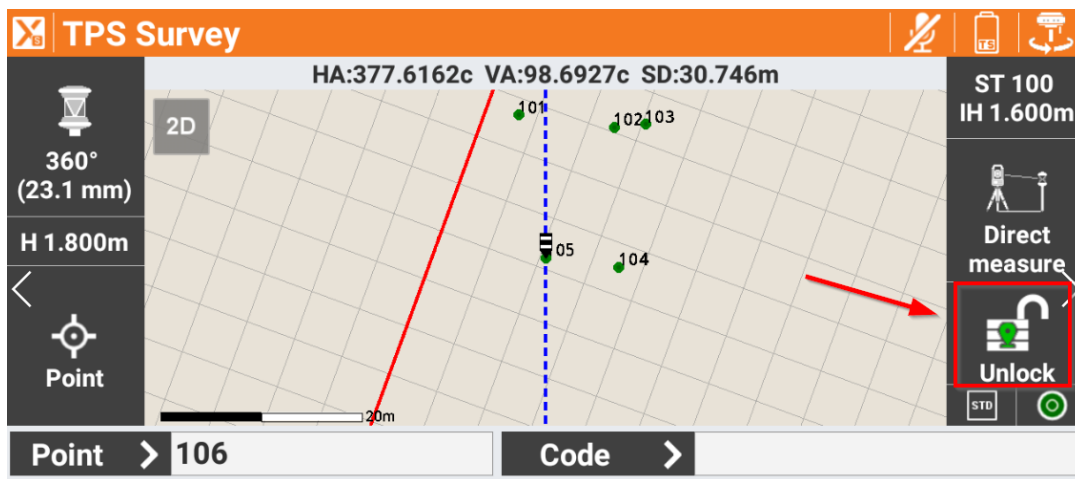 TPS Survey
TS
HA:377.6162c VA:98.6927c SD:30.746m
2D
360°
(23.1 mm)
H 1.800m
Point
101
102
103
05
104
20m
ST 100
IH 1.600m
Direct
measure
Unlock
STD
Point
106
Code